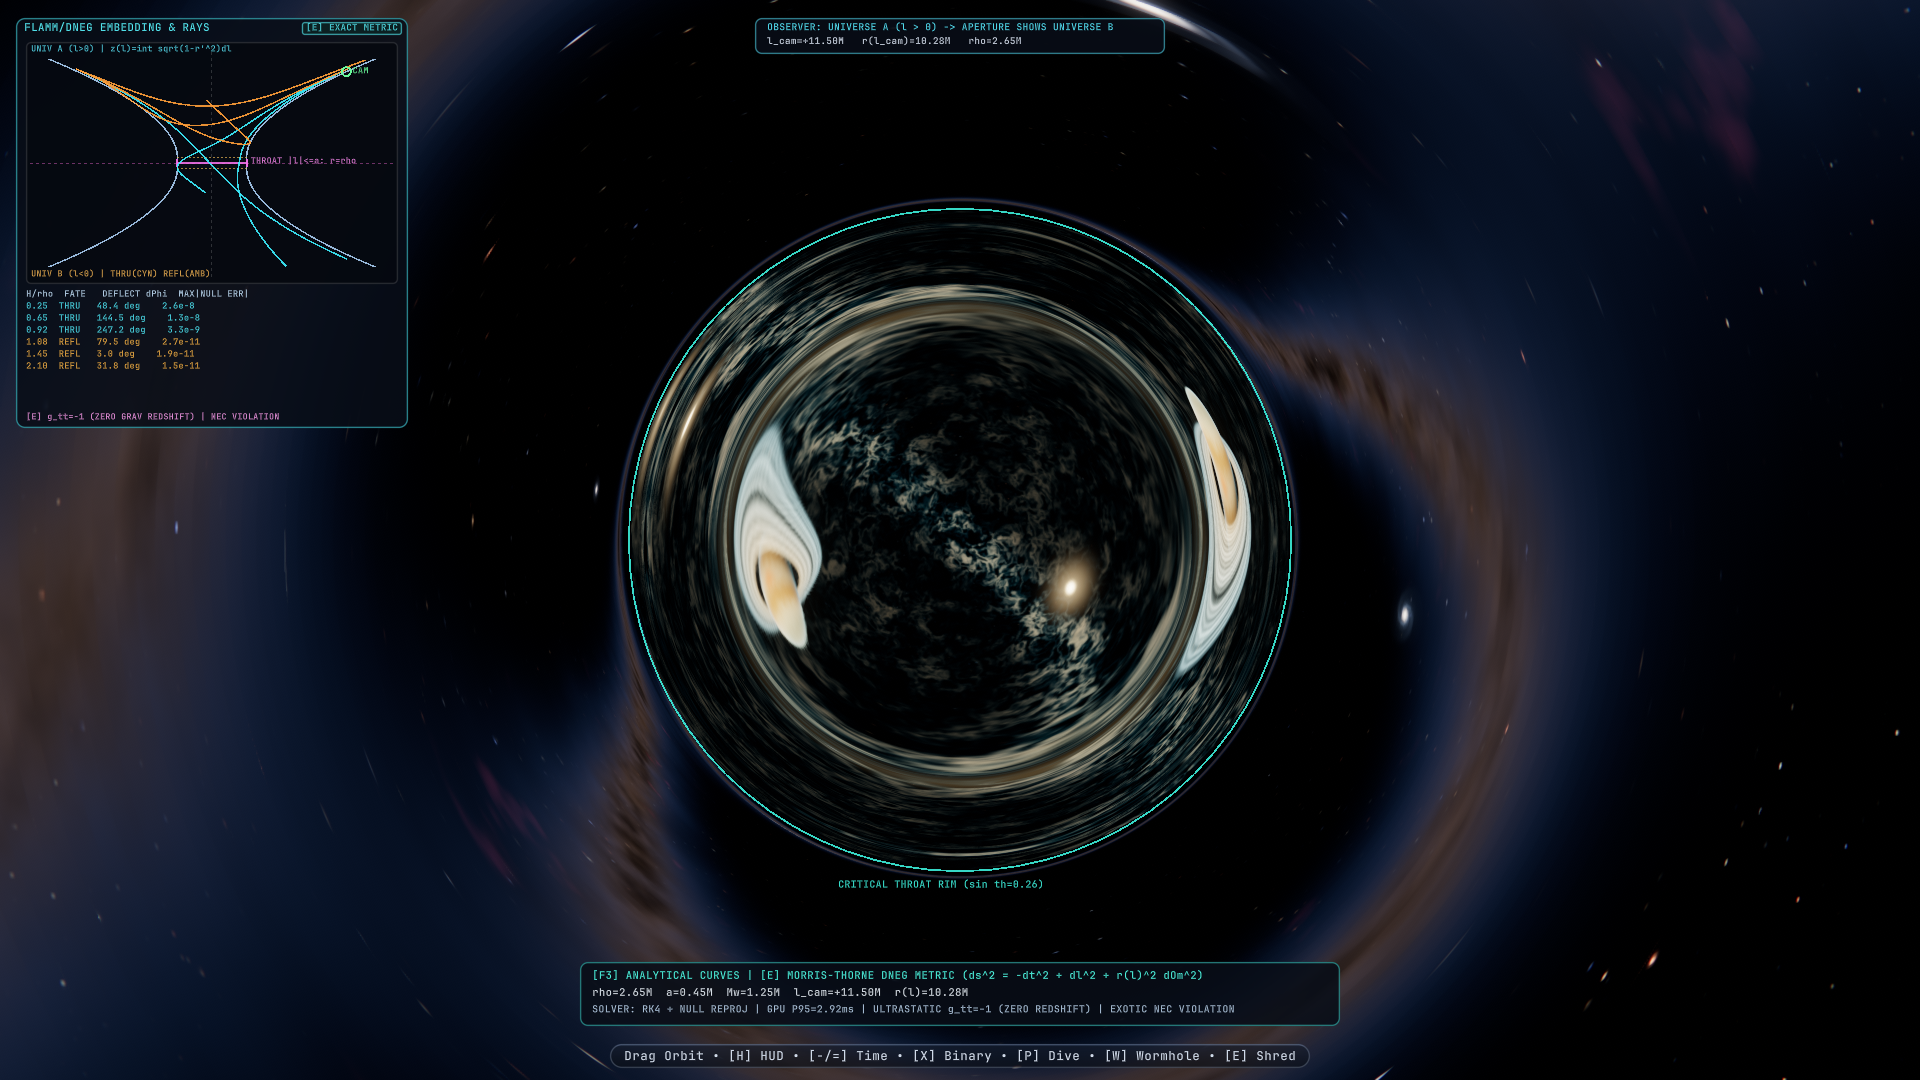 FLAMM/DNEG EMBEDDING & RAYS
[E] EXACT METRIC
UNIV A (l>0) | z(l)=int sqrt(1-r'^2)dl
CAM
THROAT |l|<=a: r=rho
UNIV B (l<0) | THRU(CYN) REFL(AMB)
H/rho FATE DEFLECT dPhi MAX|NULL ERR|
0.25 THRU 48.4 deg 2.6e-8
0.65 THRU 144.5 deg 1.3e-8
0.92 THRU 247.2 deg 3.3e-9
1.08 REFL 79.5 deg 2.7e-11
1.45 REFL 3.0 deg 1.9e-11
2.10 REFL 31.8 deg 1.5e-11
[E] g_tt=-1 (ZERO GRAV REDSHIFT) | NEC VIOLATION
OBSERVER: UNIVERSE A (l > 0) -> APERTURE SHOWS UNIVERSE B
l_cam=+11.50M r(l_cam)=10.28M rho=2.65M
CRITICAL THROAT RIM (sin th=0.26)
[F3] ANALYTICAL CURVES | [E] MORRIS-THORNE DNEG METRIC (ds^2 = -dt^2 + dl^2 + r(l)^2 dOm^2)
rho=2.65M a=0.45M Mw=1.25M l_cam=+11.50M r(l)=10.28M
SOLVER: RK4 + NULL REPROJ | GPU P95=2.92ms | ULTRASTATIC g_tt=-1 (ZERO REDSHIFT) | EXOTIC NEC VIOLATION
Drag Orbit • [H] HUD • [-/=] Time • [X] Binary • [P] Dive • [W] Wormhole • [E] Shred